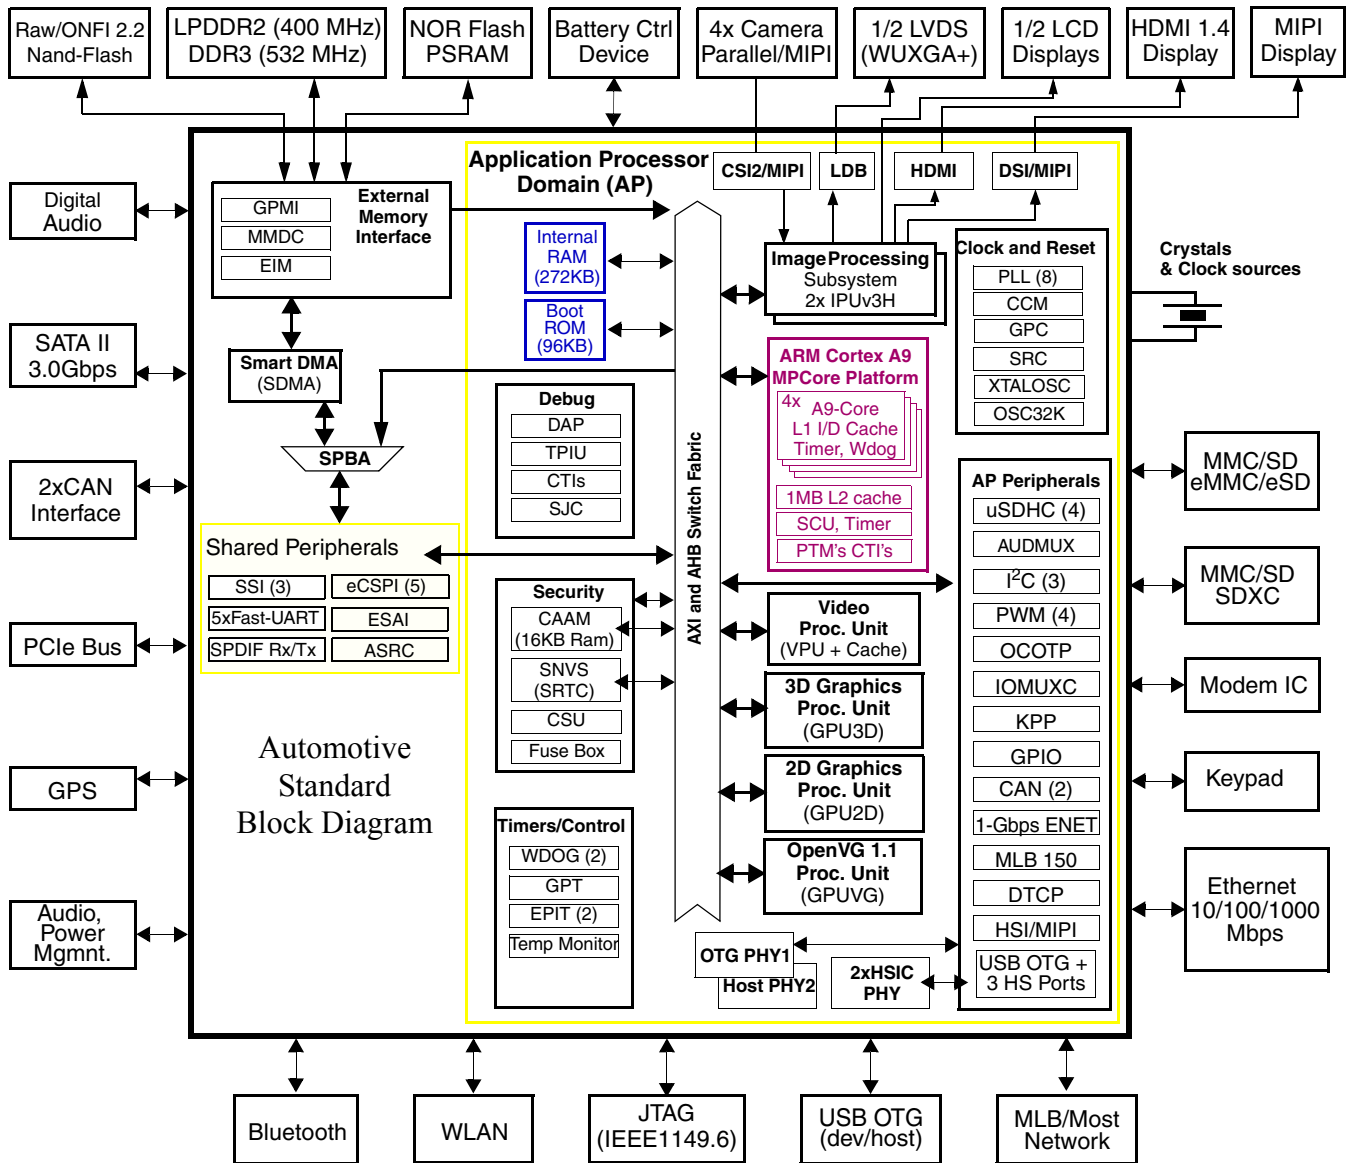 Raw/ONFI 2.2
Nand-Flash
LPDDR2 (400 MHz)
DDR3 (532 MHz)
NOR Flash
PSRAM
Battery Ctrl
Device
4x Camera
Parallel/MIPI
1/2 LVDS
(WUXGA+)
1/2 LCD
Displays
HDMI 1.4
Display
MIPI
Display
Digital
Audio
SATA II
3.0Gbps
2xCAN
Interface
PCIe Bus
GPS
Audio,
Power
Mgmnt.
External
Memory
Interface
GPMI
MMDC
EIM
Smart DMA
(SDMA)
SPBA
Shared Peripherals
SSI (3)
eCSPI (5)
5xFast-UART
ESAI
SPDIF Rx/Tx
ASRC
Automotive
Standard
Block Diagram
Application Processor
Domain (AP)
Internal
RAM
(272KB)
Boot
ROM
(96KB)
Debug
DAP
TPIU
CTIs
SJC
Security
CAAM
(16KB Ram)
SNVS
(SRTC)
CSU
Fuse Box
Timers/Control
WDOG (2)
GPT
EPIT (2)
Temp Monitor
AXI and AHB Switch Fabric
CSI2/MIPI
LDB
HDMI
DSI/MIPI
Image Processing
Subsystem
2x IPUv3H
ARM Cortex A9
MPCore Platform
4x
A9-Core
L1 I/D Cache
Timer, Wdog
1MB L2 cache
SCU, Timer
PTM's CTI's
Video
Proc. Unit
(VPU + Cache)
3D Graphics
Proc. Unit
(GPU3D)
2D Graphics
Proc. Unit
(GPU2D)
OpenVG 1.1
Proc. Unit
(GPUVG)
OTG PHY1
Host PHY2
2xHSIC
PHY
Clock and Reset
PLL (8)
CCM
GPC
SRC
XTALOSC
OSC32K
AP Peripherals
uSDHC (4)
AUDMUX
I²C (3)
PWM (4)
OCOTP
IOMUXC
KPP
GPIO
CAN (2)
1-Gbps ENET
MLB 150
DTCP
HSI/MIPI
USB OTG +
3 HS Ports
Crystals
& Clock sources
MMC/SD
eMMC/eSD
MMC/SD
SDXC
Modem IC
Keypad
Ethernet
10/100/1000
Mbps
Bluetooth
WLAN
JTAG
(IEEE1149.6)
USB OTG
(dev/host)
MLB/Most
Network